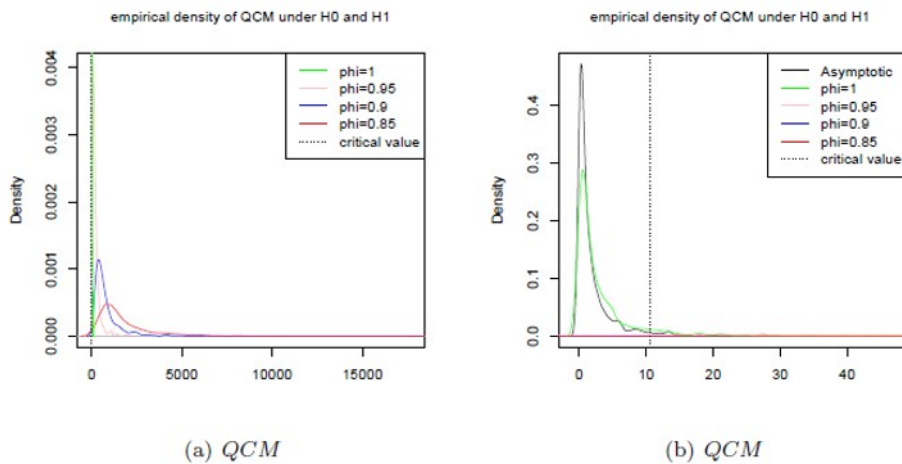 empirical density of QCM under H0 and H1
Density
0.000
0.001
0.002
0.003
0.004
0
5000
10000
15000
phi=1
phi=0.95
phi=0.9
phi=0.85
critical value
(a) QCM
empirical density of QCM under H0 and H1
Density
0.0
0.1
0.2
0.3
0.4
0
10
20
30
40
Asymptotic
phi=1
phi=0.95
phi=0.9
phi=0.85
critical value
(b) QCM